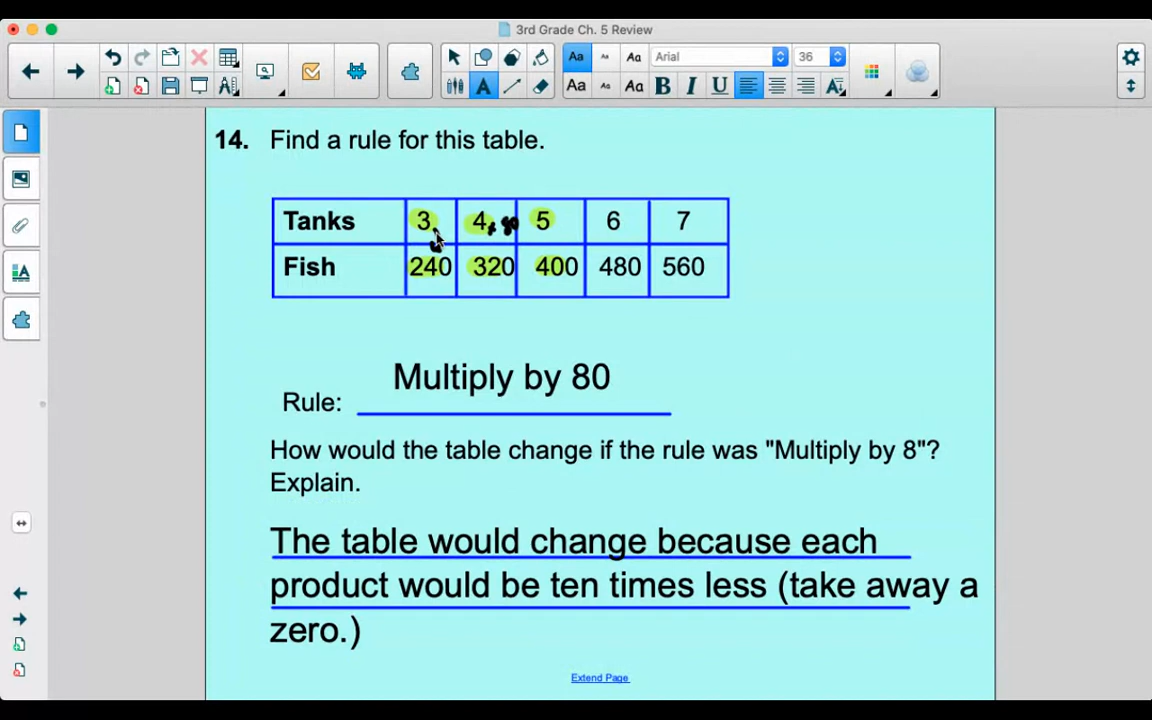 3rd Grade Ch. 5 Review
Arial 36
14. Find a rule for this table.
Tanks 3 4 5 6 7
Fish 240 320 400 480 560
Multiply by 80
Rule:
How would the table change if the rule was "Multiply by 8"?
Explain.
The table would change because each
product would be ten times less (take away a
zero.)
Extend Page